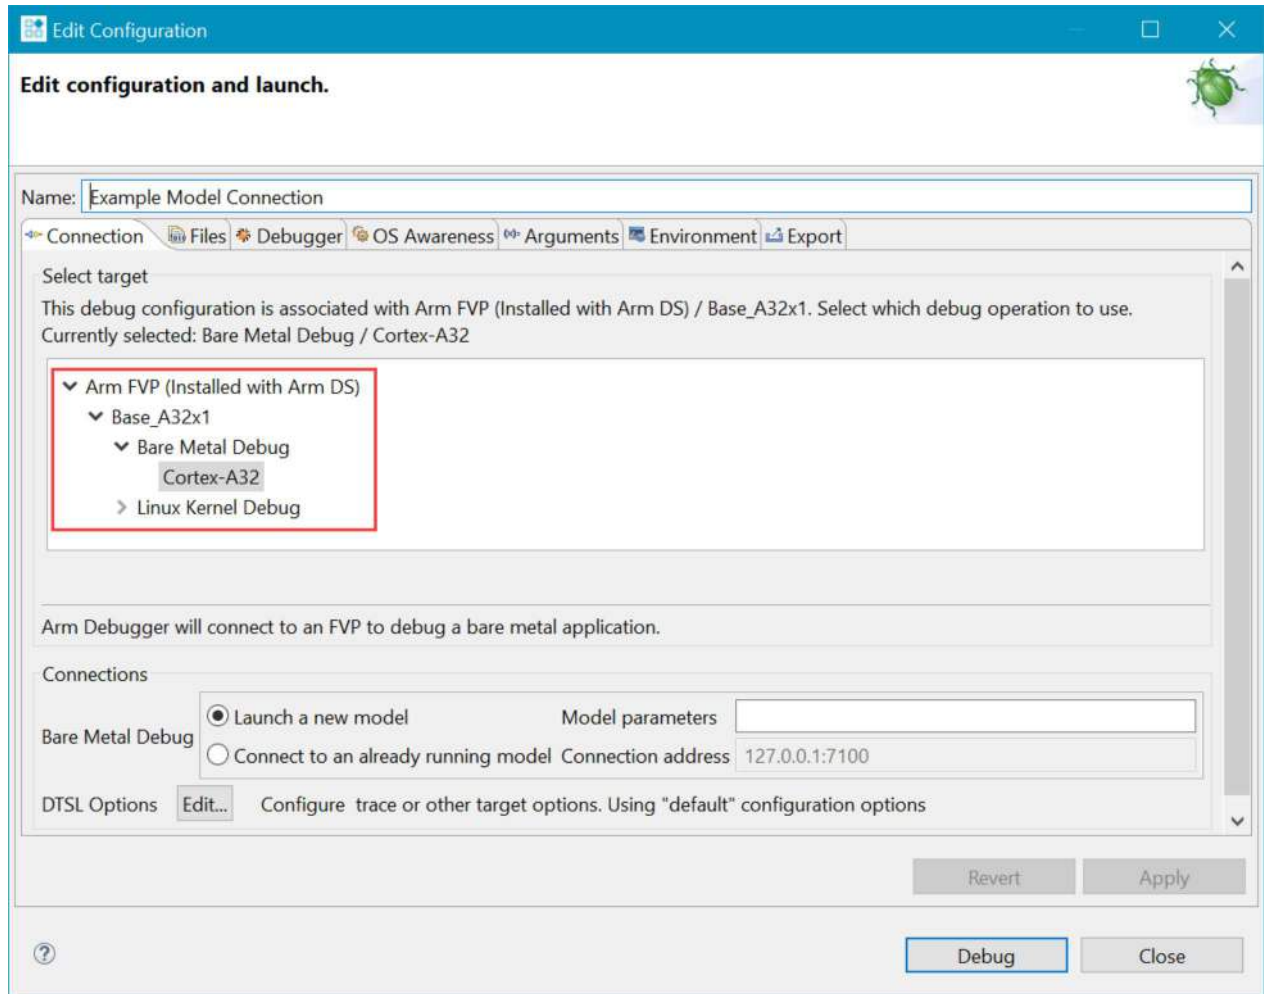 Edit Configuration
Edit configuration and launch.
Name: Example Model Connection
Connection Files Debugger OS Awareness Arguments Environment Export
Select target
This debug configuration is associated with Arm FVP (Installed with Arm DS) / Base_A32x1. Select which debug operation to use.
Currently selected: Bare Metal Debug / Cortex-A32
Arm FVP (Installed with Arm DS)
Base_A32x1
Bare Metal Debug
Cortex-A32
Linux Kernel Debug
Arm Debugger will connect to an FVP to debug a bare metal application.
Connections
Bare Metal Debug
Launch a new model Model parameters
Connect to an already running model Connection address 127.0.0.1:7100
DTSL Options Edit... Configure trace or other target options. Using "default" configuration options
Revert Apply
Debug Close